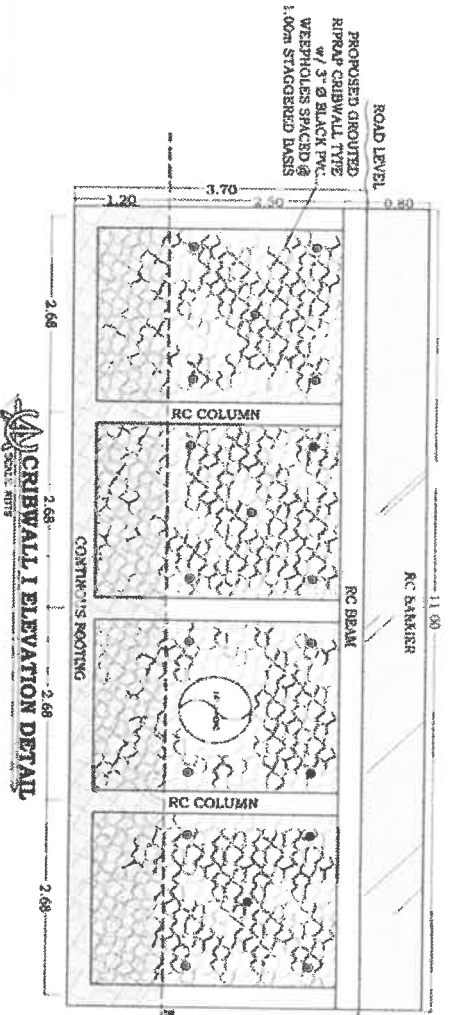 ROAD LEVEL
PROPOSED GROUTED
RIPRAP CRIBWALL TYPE
w/ 3" Ø BLACK PVC
WEEPHOLES SPACED @
1.00m STAGGERED BASIS
3.70
1.20
2.50
0.80
11.00
RC BARRIER
RC BEAM
RC COLUMN
RC COLUMN
CONTINUOUS FOOTING
2.68
2.68
2.68
2.68
CRIBWALL 1 ELEVATION DETAIL
SCALE